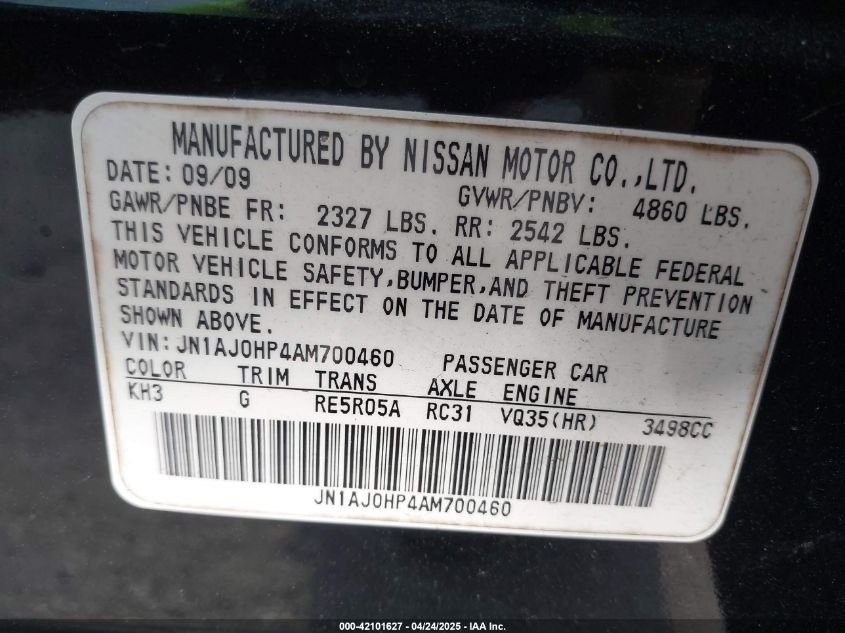 MANUFACTURED BY NISSAN MOTOR CO.,LTD.
DATE: 09/09 GVWR/PNBV: 4860 LBS.
GAWR/PNBE FR: 2327 LBS. RR: 2542 LBS.
THIS VEHICLE CONFORMS TO ALL APPLICABLE FEDERAL
MOTOR VEHICLE SAFETY,BUMPER,AND THEFT PREVENTION
STANDARDS IN EFFECT ON THE DATE OF MANUFACTURE
SHOWN ABOVE.
VIN: JN1AJ0HP4AM700460 PASSENGER CAR
COLOR TRIM TRANS AXLE ENGINE
KH3 G RE5R05A RC31 VQ35(HR) 3498CC
JN1AJ0HP4AM700460
000-42101627 - 04/24/2025 - IAA Inc.